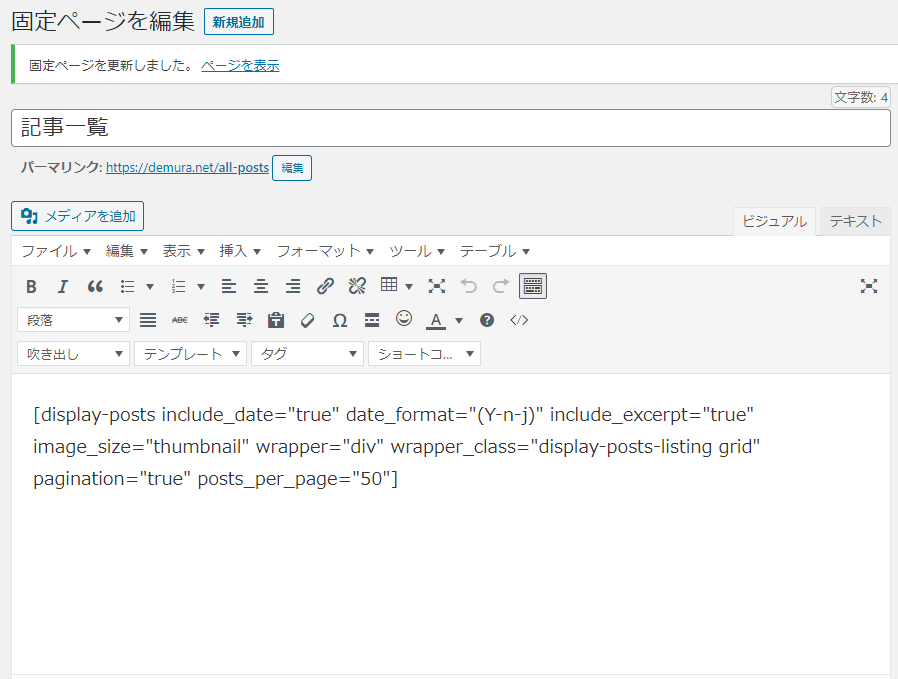 固定ページを編集 新規追加
固定ページを更新しました。 ページを表示
文字数: 4
記事一覧
パーマリンク: https://demura.net/all-posts 編集
メディアを追加
ビジュアル テキスト
ファイル 編集 表示 挿入 フォーマット ツール テーブル
B I
段落 ABC Ω A
吹き出し テンプレート タグ ショートコ...
[display-posts include_date="true" date_format="(Y-n-j)" include_excerpt="true"
image_size="thumbnail" wrapper="div" wrapper_class="display-posts-listing grid"
pagination="true" posts_per_page="50"]